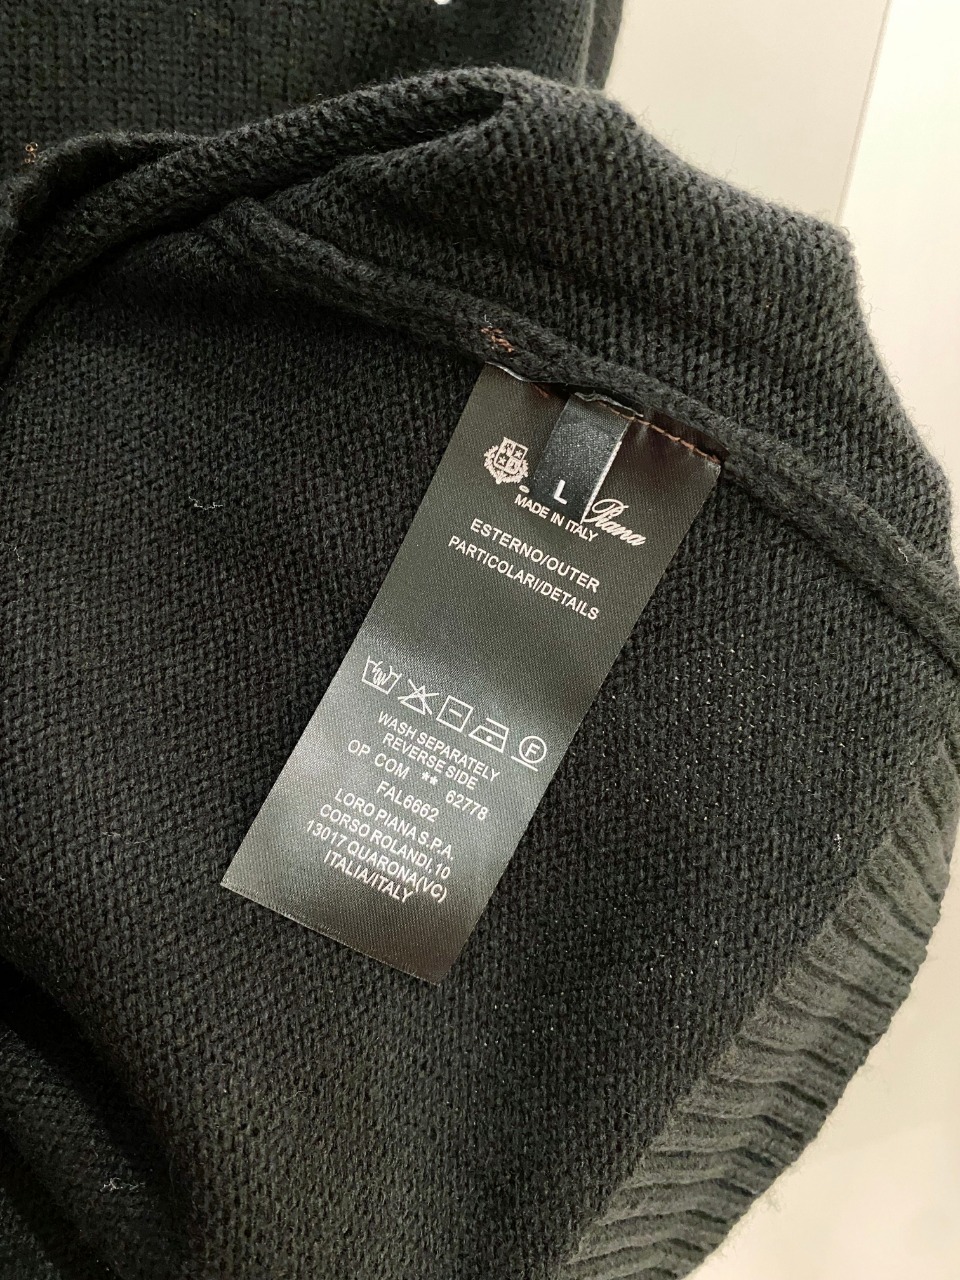 L
Piana
MADE IN ITALY
ESTERNO/OUTER
PARTICOLARI/DETAILS
F
WASH SEPARATELY
REVERSE SIDE
OP. COM ** 62778
FAL6662
LORO PIANA S.P.A.
CORSO ROLANDI,10
13017 QUARONA(VC)
ITALIA/ITALY